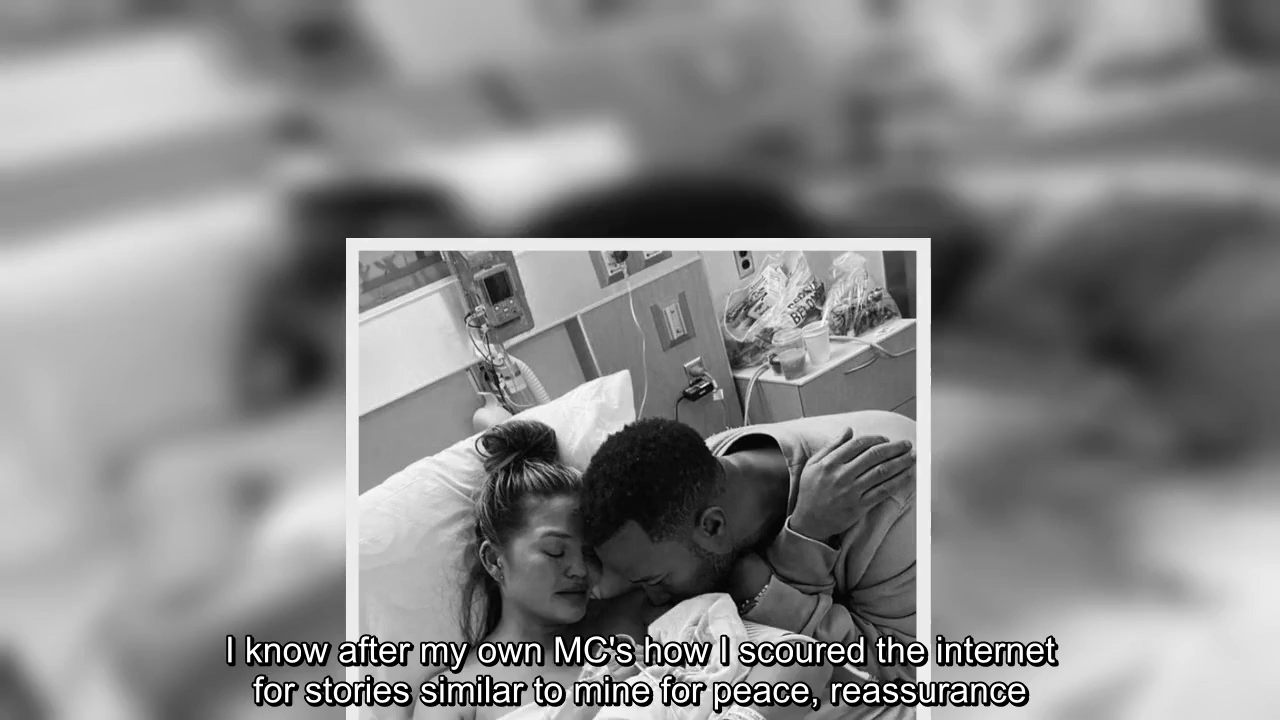 I know after my own MC's how I scoured the internet
for stories similar to mine for peace, reassurance